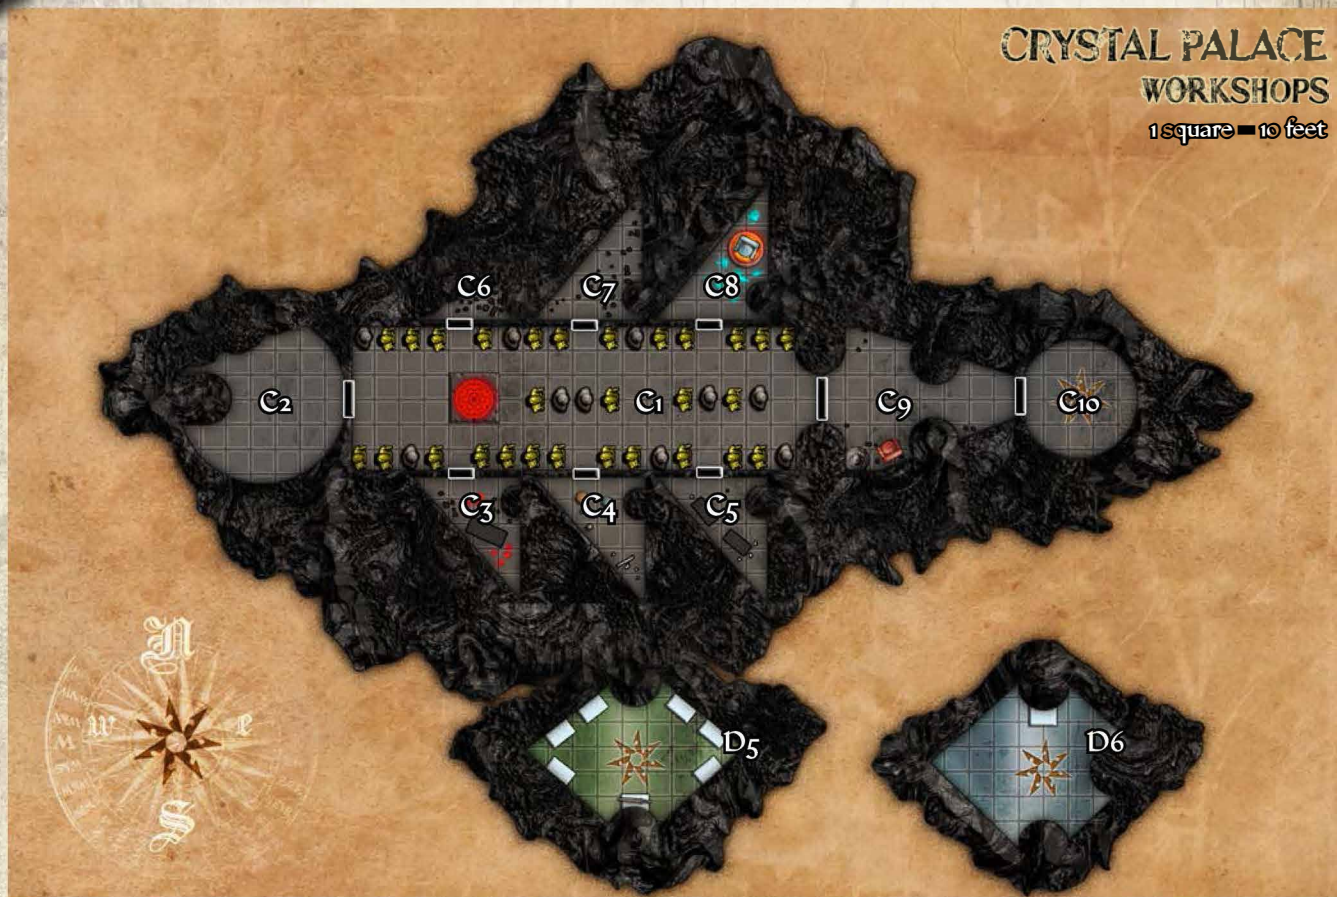 CRYSTAL PALACE
WORKSHOPS
1 square = 10 feet
C6
C7
C8
C2
C1
C9
C10
C3
C4
C5
N
W
E
S
D5
D6